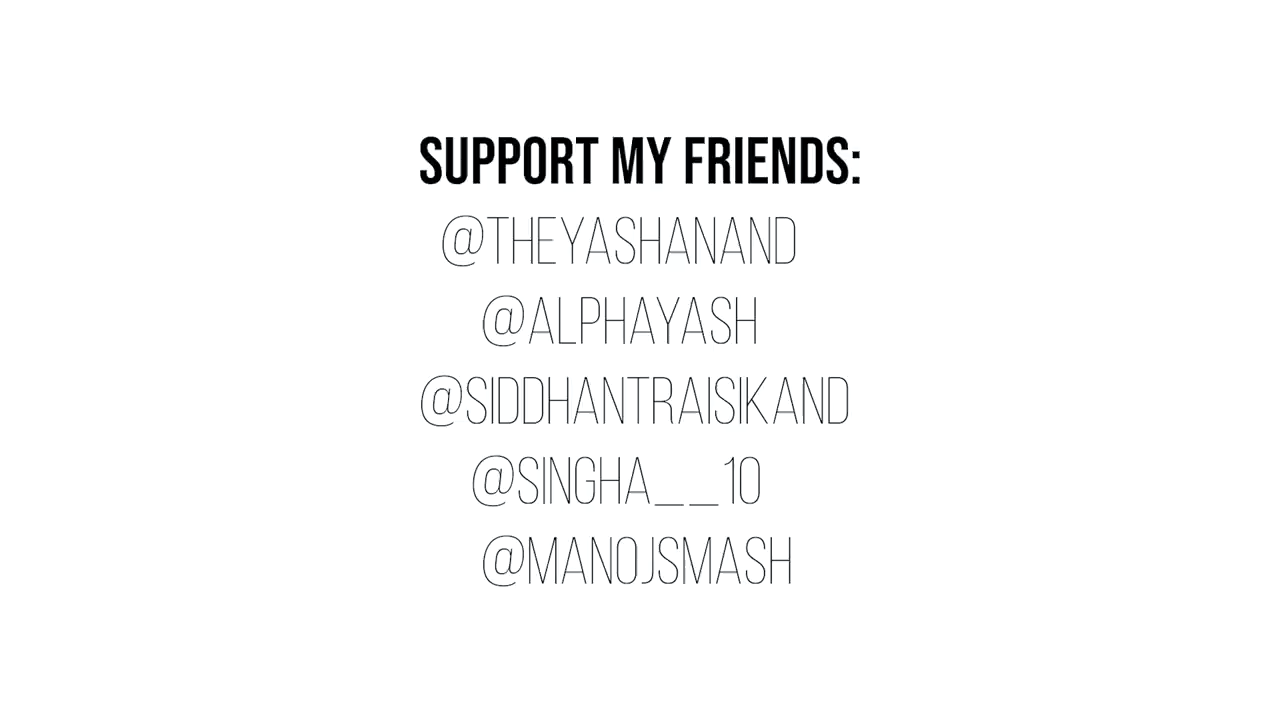 SUPPORT MY FRIENDS:
@THEYASHANAND
@ALPHAYASH
@SIDDHANTRAISIKAND
@SINGHA__10
@MANOJSMASH